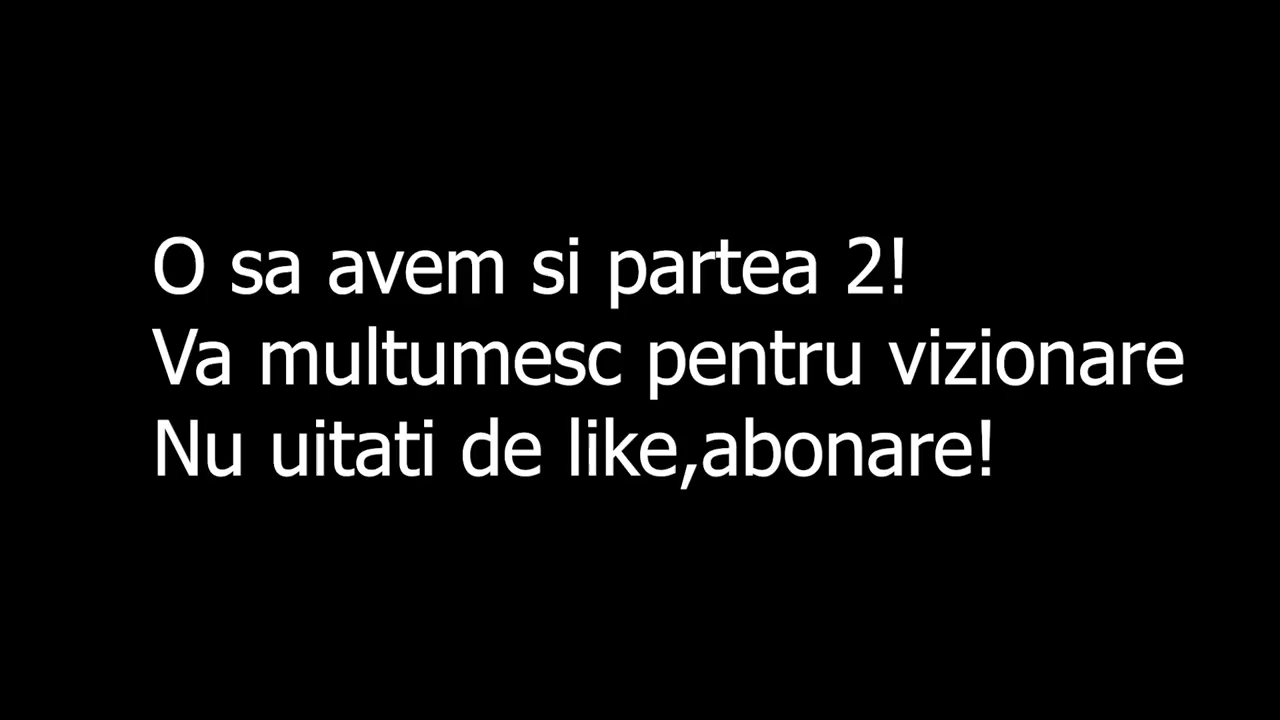 O sa avem si partea 2!
Va multumesc pentru vizionare
Nu uitati de like,abonare!